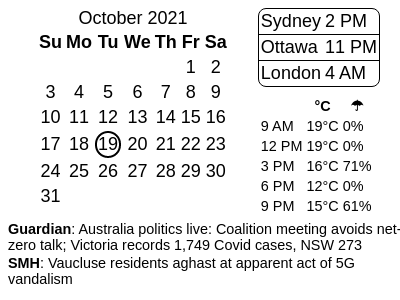 October 2021
Su Mo Tu We Th Fr Sa
1 2
3 4 5 6 7 8 9
10 11 12 13 14 15 16
17 18 19 20 21 22 23
24 25 26 27 28 29 30
31
Sydney 2 PM
Ottawa 11 PM
London 4 AM
°C ☂
9 AM 19°C 0%
12 PM 19°C 0%
3 PM 16°C 71%
6 PM 12°C 0%
9 PM 15°C 61%
Guardian: Australia politics live: Coalition meeting avoids net-
zero talk; Victoria records 1,749 Covid cases, NSW 273
SMH: Vaucluse residents aghast at apparent act of 5G
vandalism